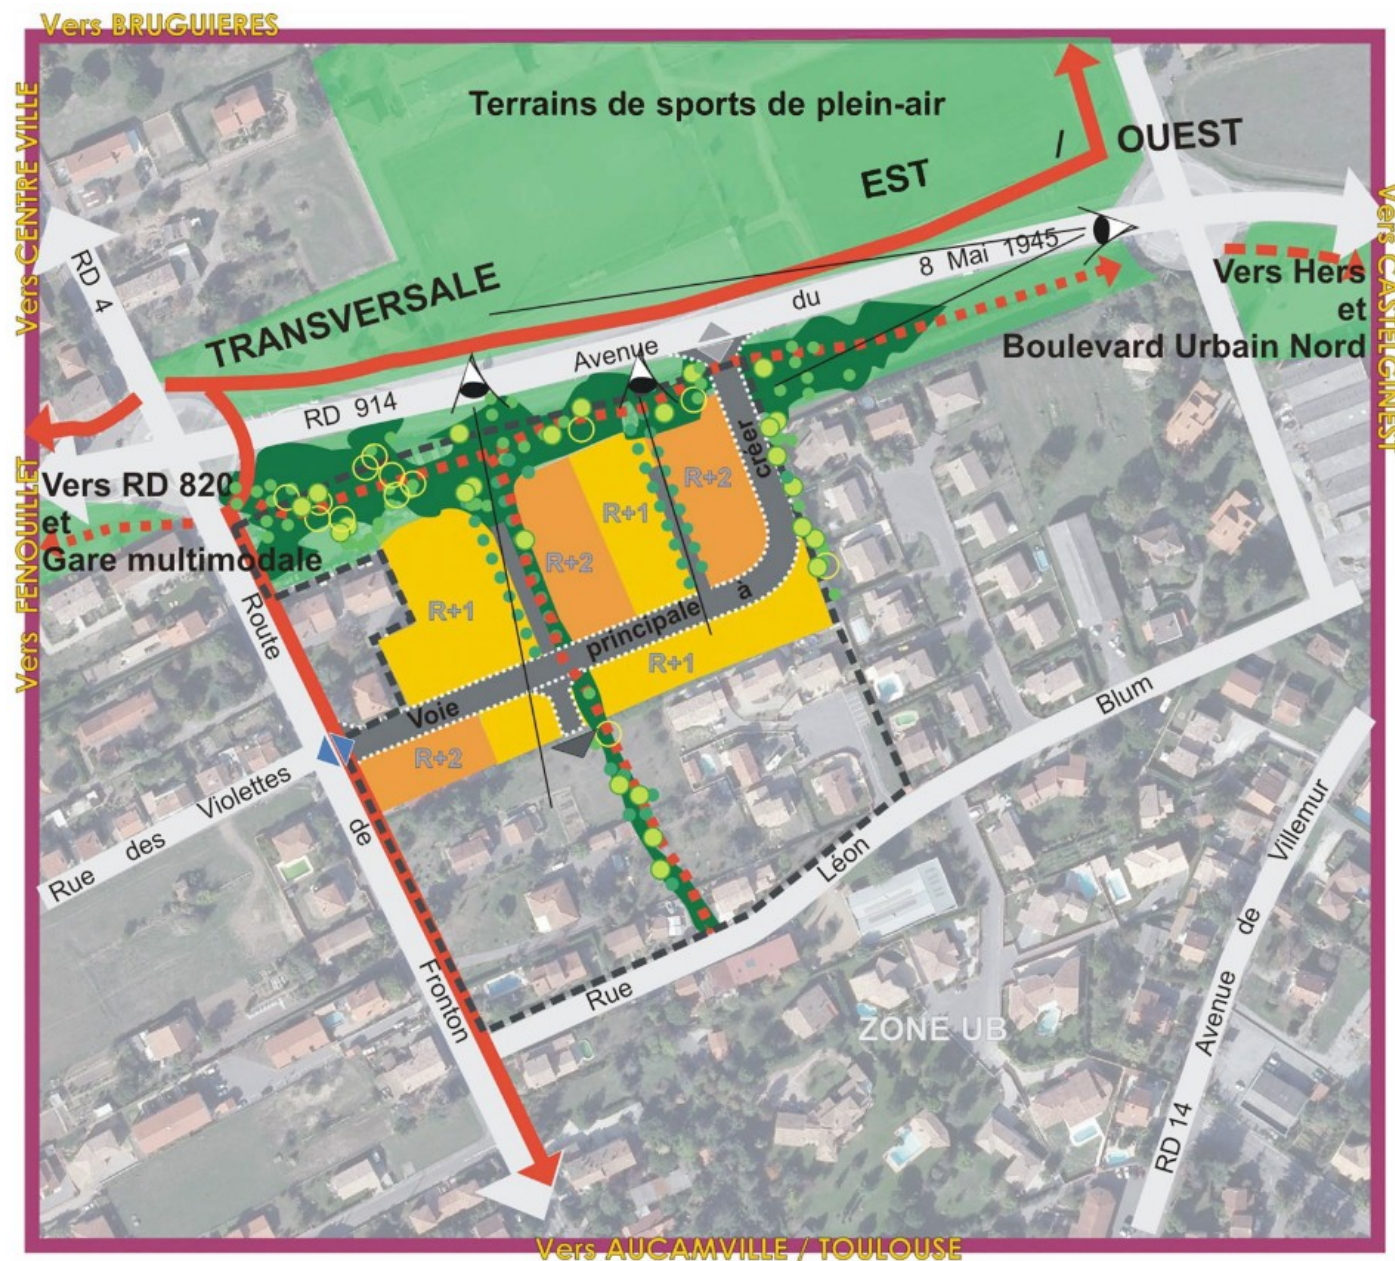 Vers BRUGUIERES
Vers CENTRE VILLE
Terrains de sports de plein-air
TRANSVERSALE EST / OUEST
RD 4
Avenue du 8 Mai 1945
RD 914
Vers CASTELGINEST
Vers Hers
et
Boulevard Urbain Nord
Vers FENOUILLET
Vers RD 820
et
Gare multimodale
R+2
R+1
R+2
R+1
R+1
R+2
Voie principale à créer
Route de Fronton
Rue des Violettes
Rue Léon Blum
ZONE UB
RD 14 Avenue de Villemur
Vers AUCAMVILLE / TOULOUSE